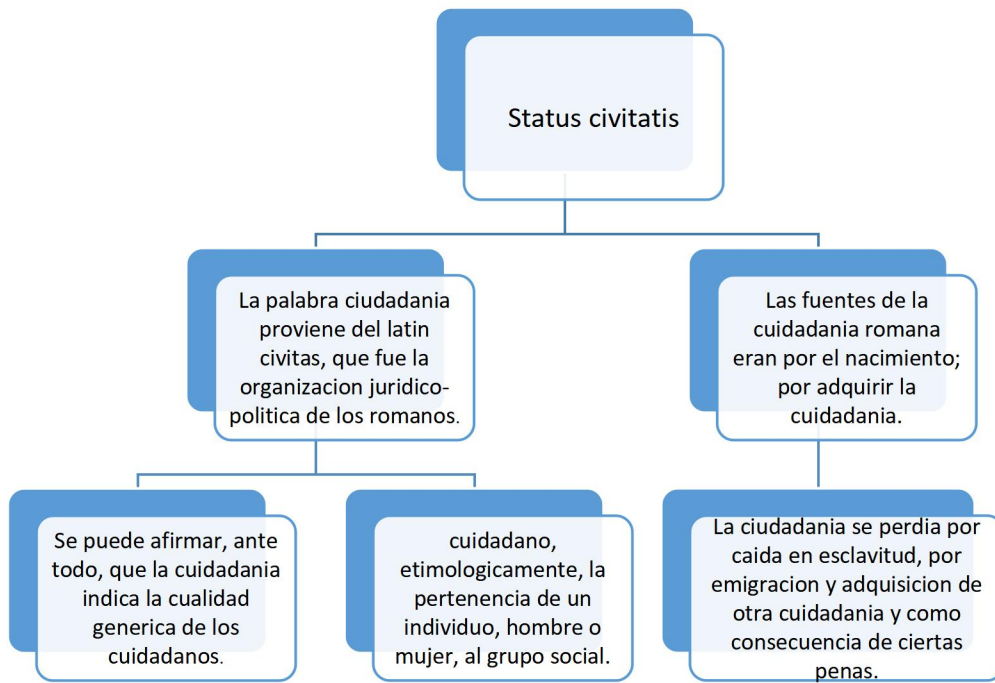 Status civitatis
La palabra ciudadania
proviene del latin
civitas, que fue la
organizacion juridico-
politica de los romanos.
Las fuentes de la
cuidadania romana
eran por el nacimiento;
por adquirir la
cuidadania.
Se puede afirmar, ante
todo, que la cuidadania
indica la cualidad
generica de los
cuidadanos.
cuidadano,
etimologicamente, la
pertenencia de un
individuo, hombre o
mujer, al grupo social.
La ciudadania se perdia por
caida en esclavitud, por
emigracion y adquisicion de
otra cuidadania y como
consecuencia de ciertas
penas.